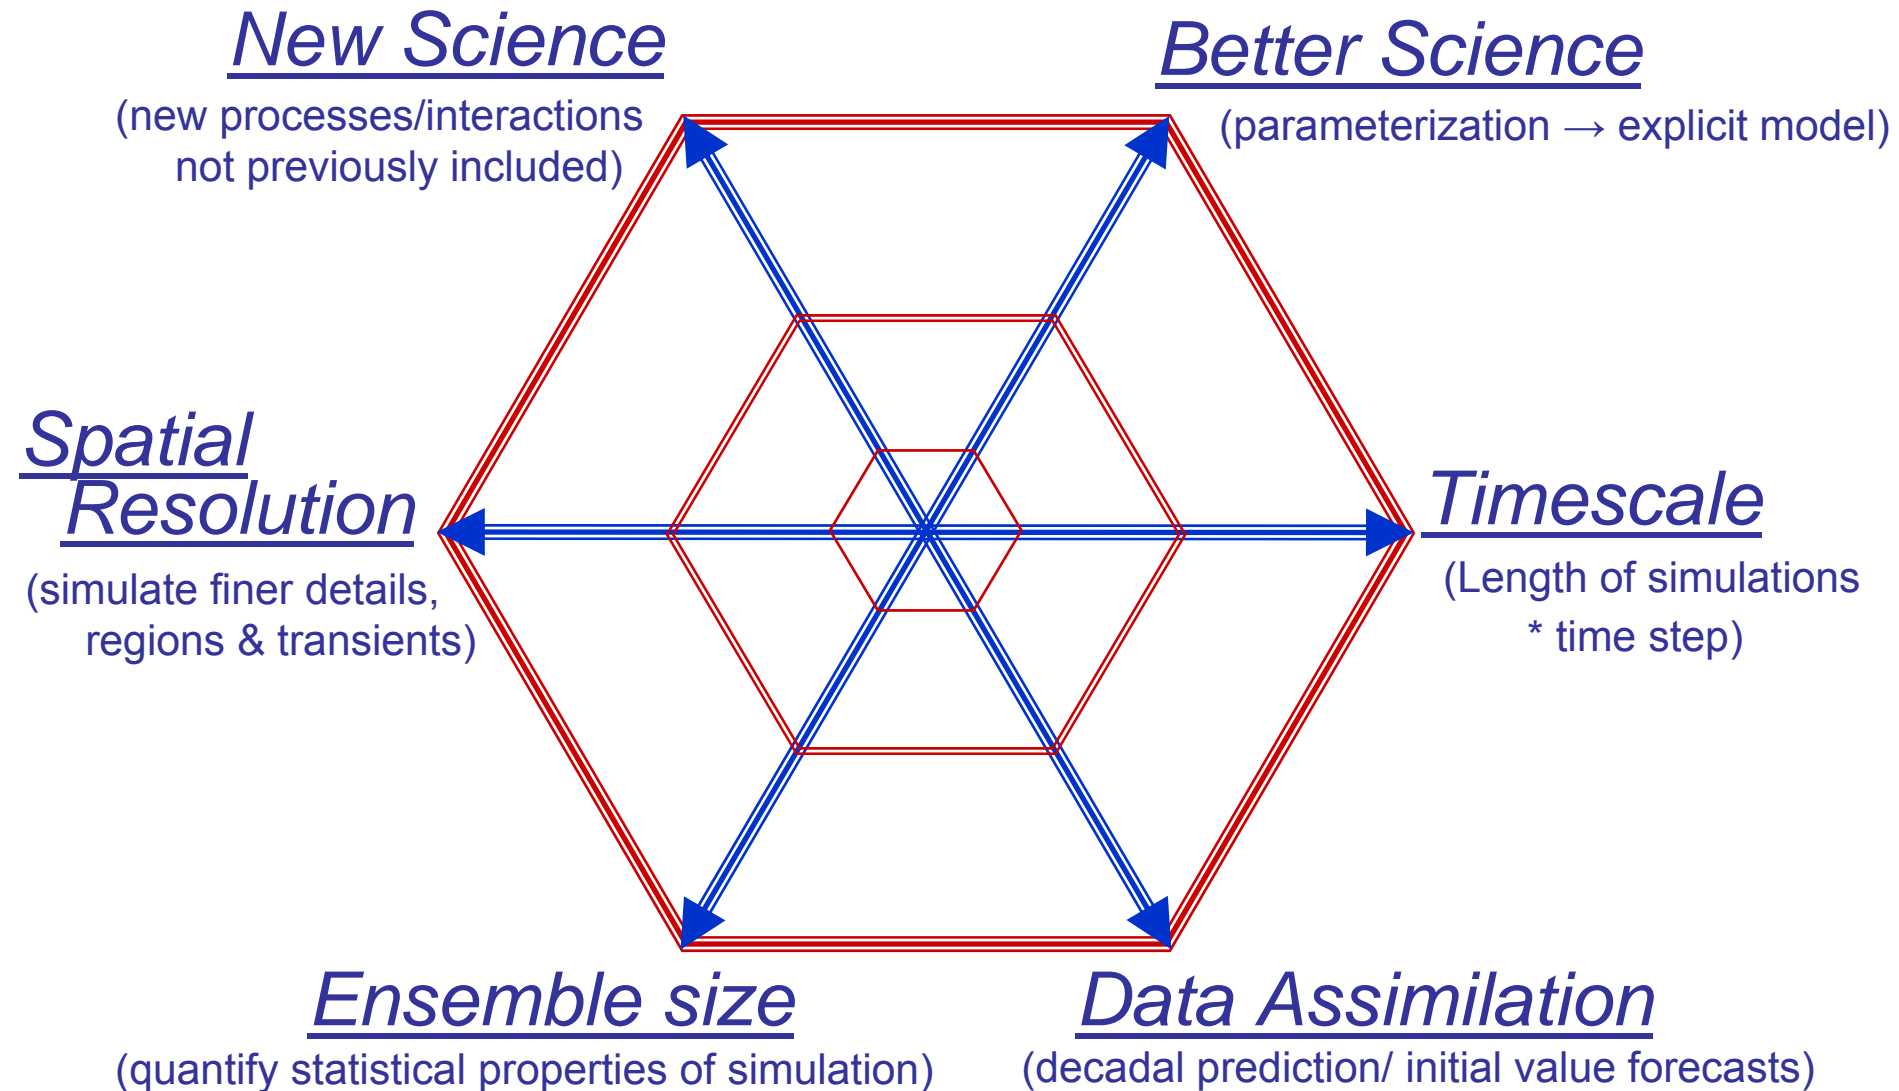 New Science
(new processes/interactions
not previously included)
Better Science
(parameterization → explicit model)
Spatial
Resolution
(simulate finer details,
regions & transients)
Timescale
(Length of simulations
* time step)
Ensemble size
(quantify statistical properties of simulation)
Data Assimilation
(decadal prediction/ initial value forecasts)